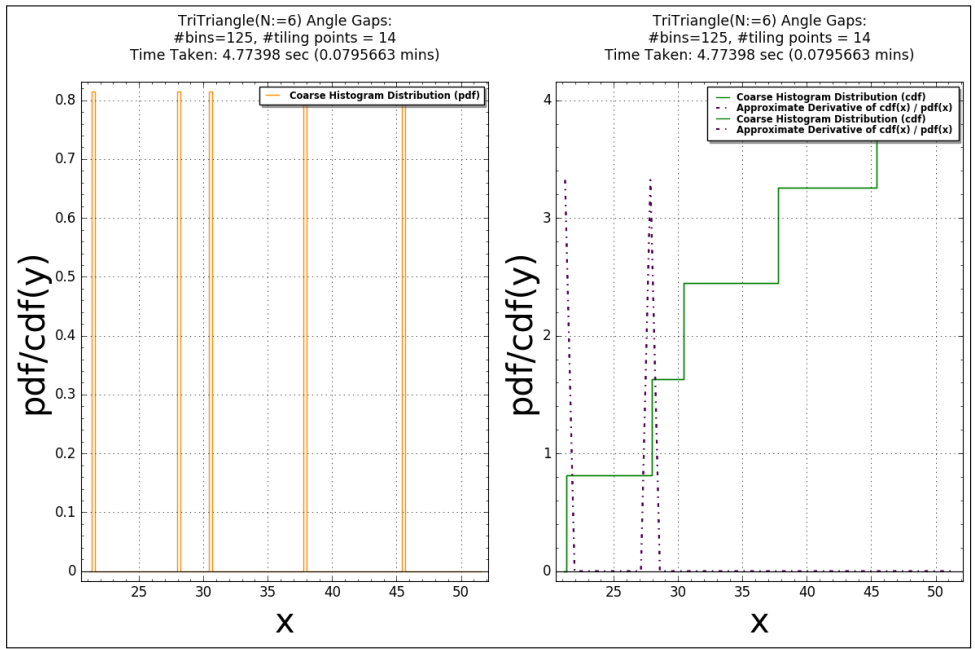 TriTriangle(N:=6) Angle Gaps:
#bins=125, #tiling points = 14
Time Taken: 4.77398 sec (0.0795663 mins)
Coarse Histogram Distribution (pdf)
pdf/cdf(y)
0.8
0.7
0.6
0.5
0.4
0.3
0.2
0.1
0
25
30
35
40
45
50
x
TriTriangle(N:=6) Angle Gaps:
#bins=125, #tiling points = 14
Time Taken: 4.77398 sec (0.0795663 mins)
Coarse Histogram Distribution (cdf)
Approximate Derivative of cdf(x) / pdf(x)
Coarse Histogram Distribution (cdf)
Approximate Derivative of cdf(x) / pdf(x)
pdf/cdf(y)
4
3
2
1
0
25
30
35
40
45
50
x